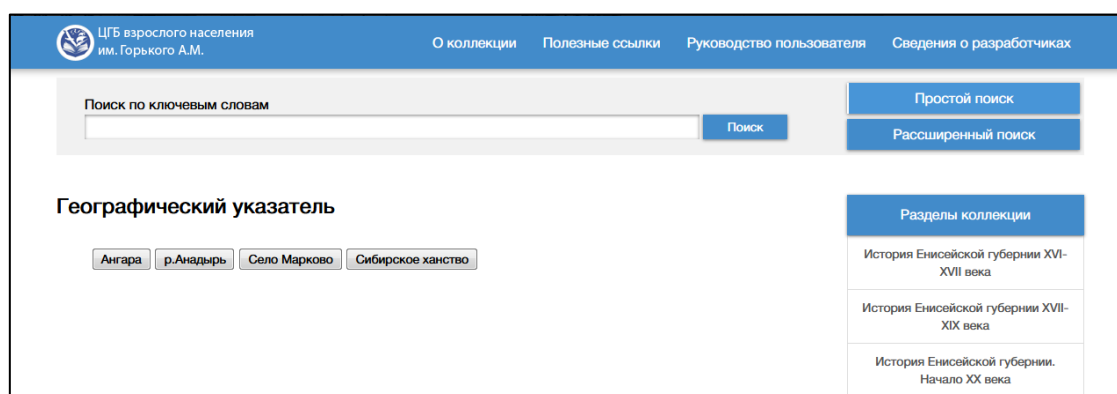 ЦГБ взрослого населения
им. Горького А.М.
О коллекции Полезные ссылки Руководство пользователя Сведения о разработчиках
Поиск по ключевым словам
Поиск
Простой поиск
Рассширенный поиск
Географический указатель
Ангара р.Анадырь Село Марково Сибирское ханство
Разделы коллекции
История Енисейской губернии XVI-
XVII века
История Енисейской губернии XVII-
XIX века
История Енисейской губернии.
Начало XX века